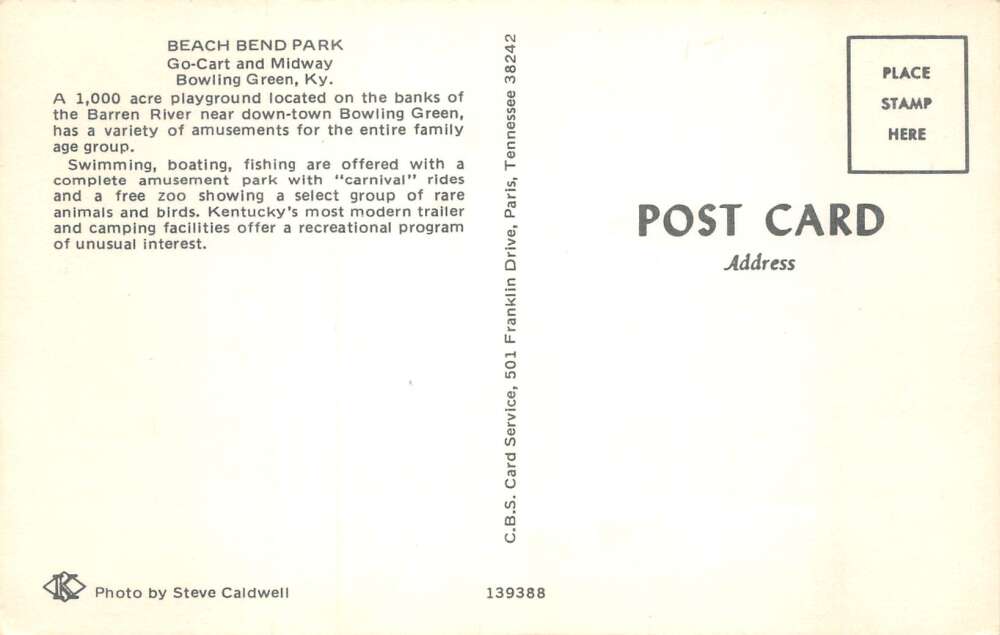 BEACH BEND PARK
Go-Cart and Midway
Bowling Green, Ky.
A 1,000 acre playground located on the banks of
the Barren River near down-town Bowling Green,
has a variety of amusements for the entire family
age group.
Swimming, boating, fishing are offered with a
complete amusement park with "carnival" rides
and a free zoo showing a select group of rare
animals and birds. Kentucky's most modern trailer
and camping facilities offer a recreational program
of unusual interest.
K Photo by Steve Caldwell
C.B.S. Card Service, 501 Franklin Drive, Paris, Tennessee 38242
139388
PLACE
STAMP
HERE
POST CARD
Address